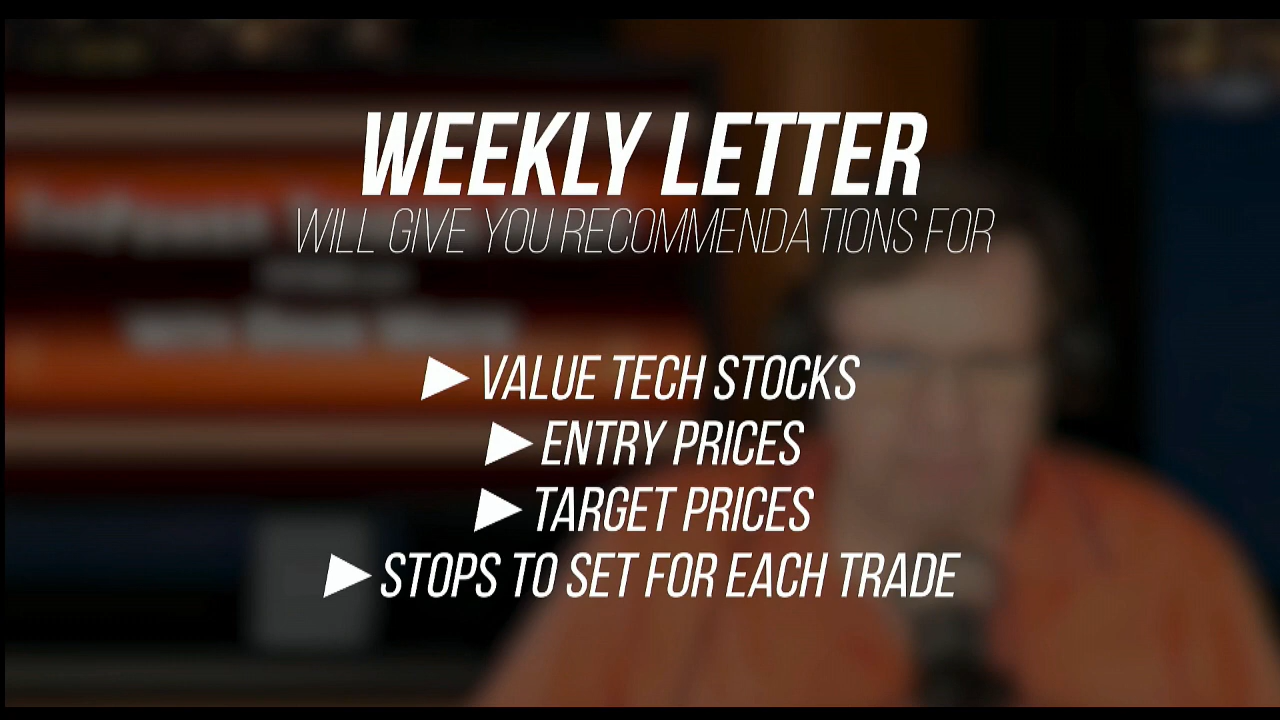 WEEKLY LETTER
WILL GIVE YOU RECOMMENDATIONS FOR
▶ VALUE TECH STOCKS
▶ ENTRY PRICES
▶ TARGET PRICES
▶ STOPS TO SET FOR EACH TRADE